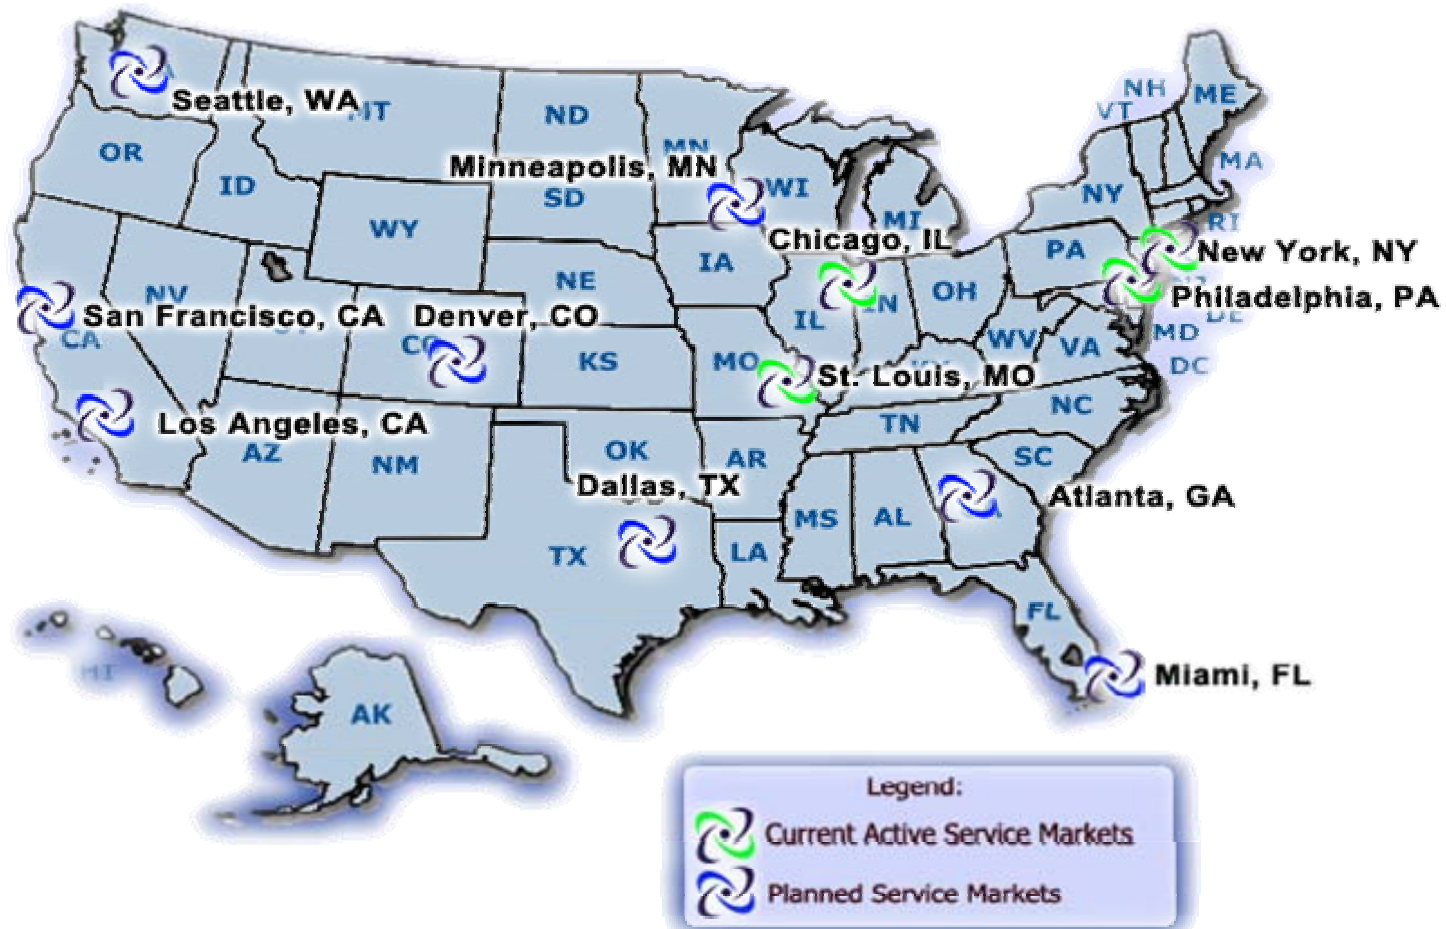 Seattle, WA
MT
ND
NH
ME
VT
OR
MN
Minneapolis, MN
MA
ID
SD
WI
NY
WY
MI
RI
Chicago, IL
New York, NY
IA
PA
NE
OH
Philadelphia, PA
NV
IN
DE
San Francisco, CA
Denver, CO
IL
MD
CA
CO
KS
MO
WV
VA
DC
St. Louis, MO
NC
Los Angeles, CA
TN
AZ
NM
OK
AR
SC
Dallas, TX
Atlanta, GA
MS
AL
TX
LA
FL
HI
Miami, FL
AK
Legend:
Current Active Service Markets
Planned Service Markets